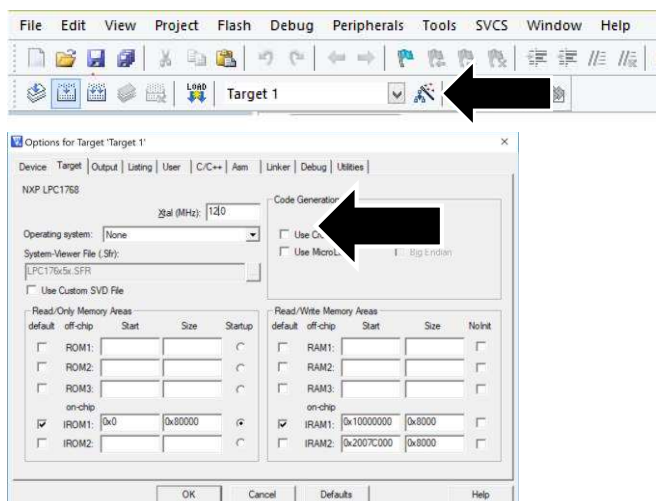 File Edit View Project Flash Debug Peripherals Tools SVCS Window Help
LOAD Target 1
Options for Target 'Target 1'
Device Target Output Listing User C/C++ Asm Linker Debug Utilities
NXP LPC1768
Xtal (MHz): 12.0
Operating system: None
System-Viewer File (.Sfr):
LPC176x5x.SFR
Use Custom SVD File
Code Generation
Use
Use
Big Endian
Read/Only Memory Areas
default off-chip Start Size Startup
ROM1:
ROM2:
ROM3:
on-chip
IROM1: 0x0 0x80000
IROM2:
Read/Write Memory Areas
default off-chip Start Size NoInit
RAM1:
RAM2:
RAM3:
on-chip
IRAM1: 0x10000000 0x8000
IRAM2: 0x2007C000 0x8000
OK Cancel Defaults Help